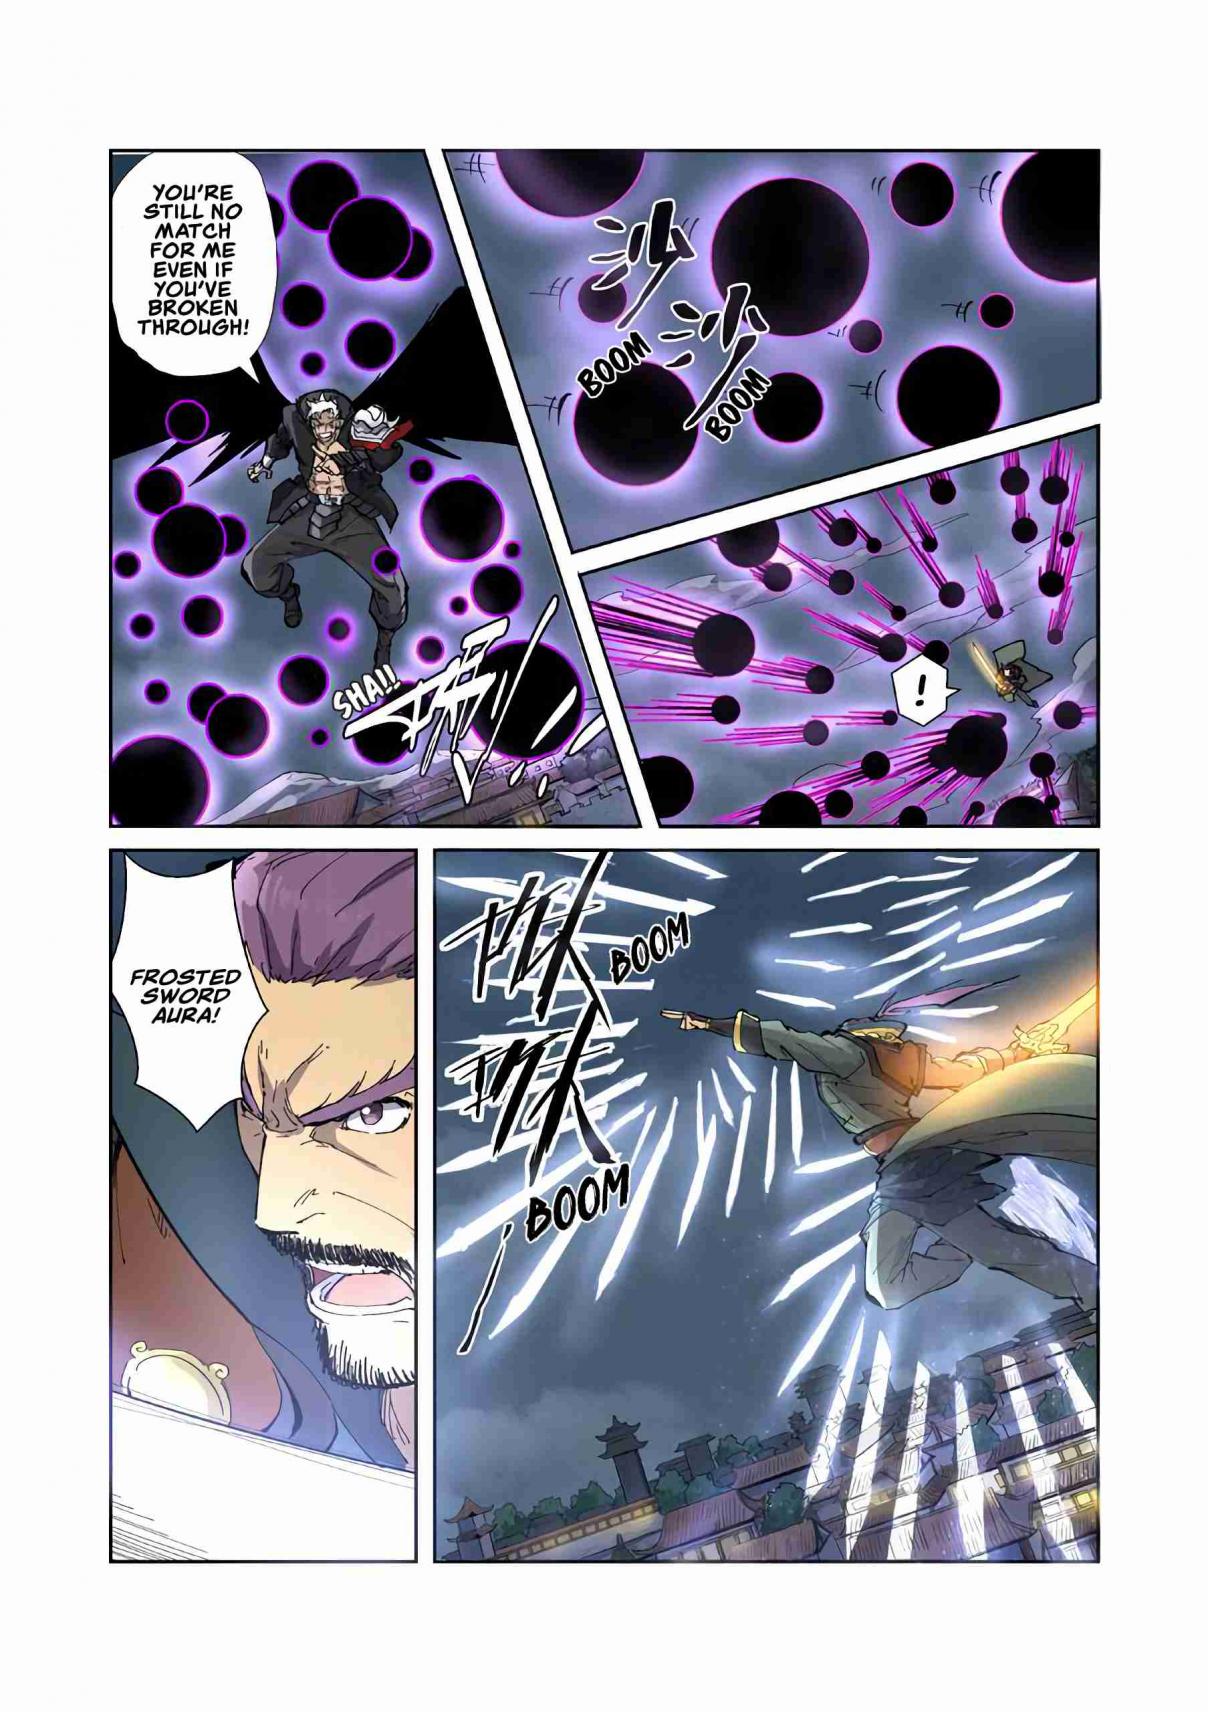 YOU'RE
STILL NO
MATCH
FOR ME
EVEN IF
YOU'VE
BROKEN
THROUGH!
SHA!!
沙
沙
BOOM
BOOM
!
FROSTED
SWORD
AURA!
BOOM
BOOM